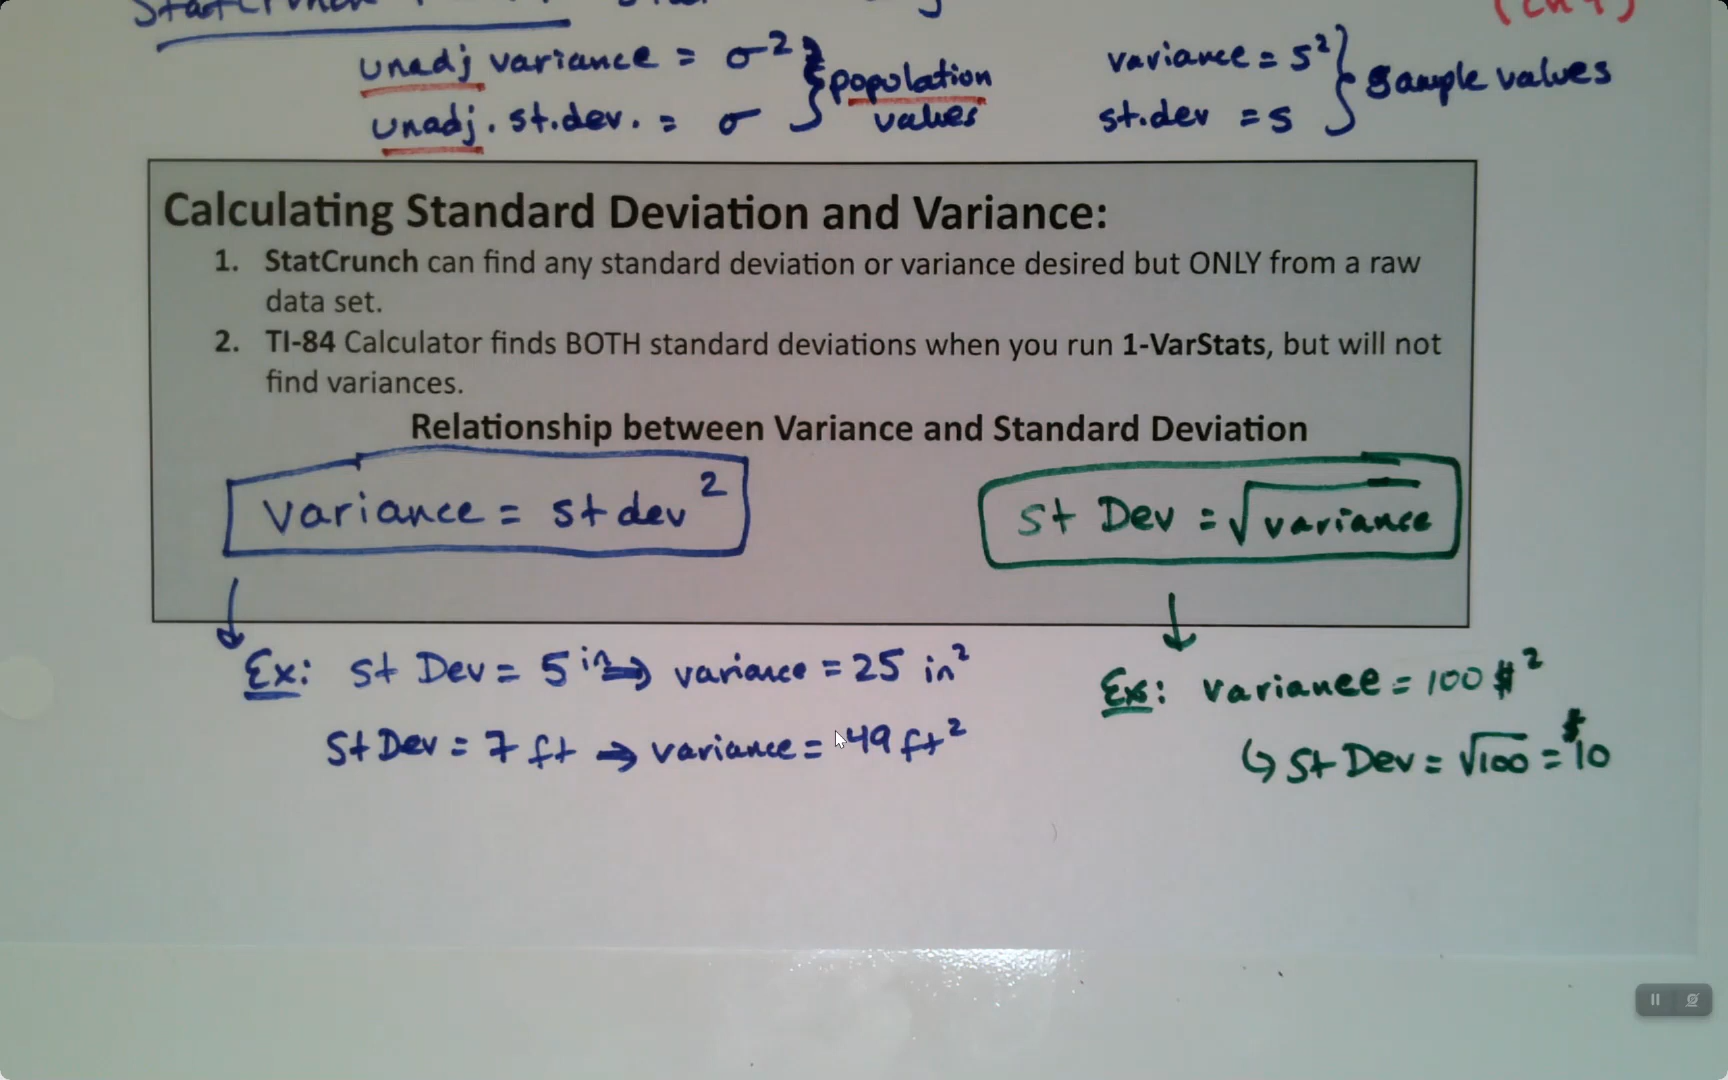 StatCrunch
(Ch 4)
unadj variance = σ² } population values
unadj. st.dev. = σ
variance = s² } sample values
st.dev = s
Calculating Standard Deviation and Variance:
1. StatCrunch can find any standard deviation or variance desired but ONLY from a raw
data set.
2. TI-84 Calculator finds BOTH standard deviations when you run 1-VarStats, but will not
find variances.
Relationship between Variance and Standard Deviation
Variance = st dev²
St Dev = √variance
Ex: St Dev = 5 in ⇒ variance = 25 in²
St Dev = 7 ft ⇒ variance = 49 ft²
Ex: variance = 100 $²
↳ St Dev = √100 = $10